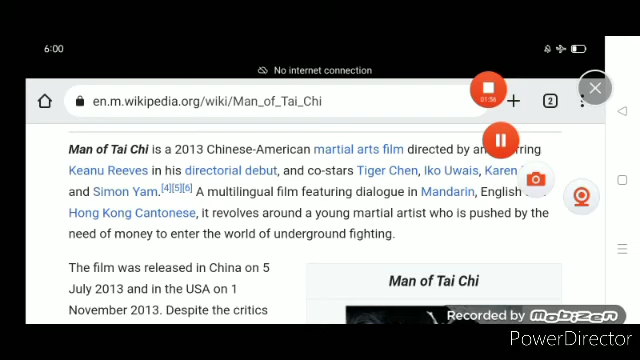 6:00
No internet connection
en.m.wikipedia.org/wiki/Man_of_Tai_Chi
2
01:56
Man of Tai Chi is a 2013 Chinese-American martial arts film directed by an ring
Keanu Reeves in his directorial debut, and co-stars Tiger Chen, Iko Uwais, Karen
and Simon Yam.[4][5][6] A multilingual film featuring dialogue in Mandarin, English
Hong Kong Cantonese, it revolves around a young martial artist who is pushed by the
need of money to enter the world of underground fighting.
The film was released in China on 5
July 2013 and in the USA on 1
November 2013. Despite the critics
Man of Tai Chi
Recorded by Mobizen
PowerDirector